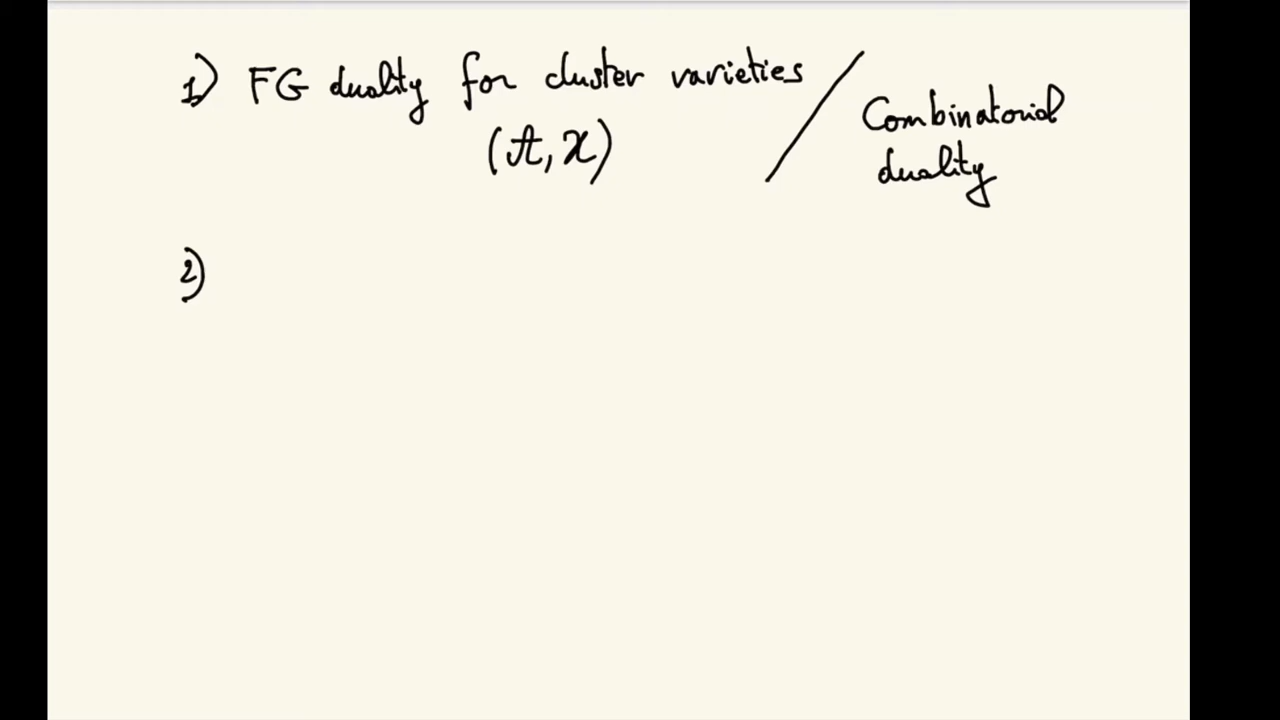 1) FG duality for cluster varieties / Combinatorial
(A, X) duality
2)